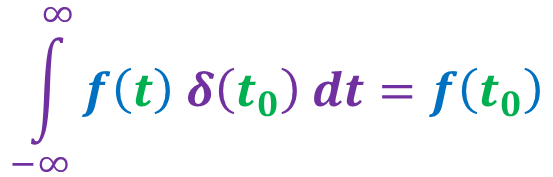 ∫_{-∞}^{∞} f(t) δ(t₀) dt = f(t₀)